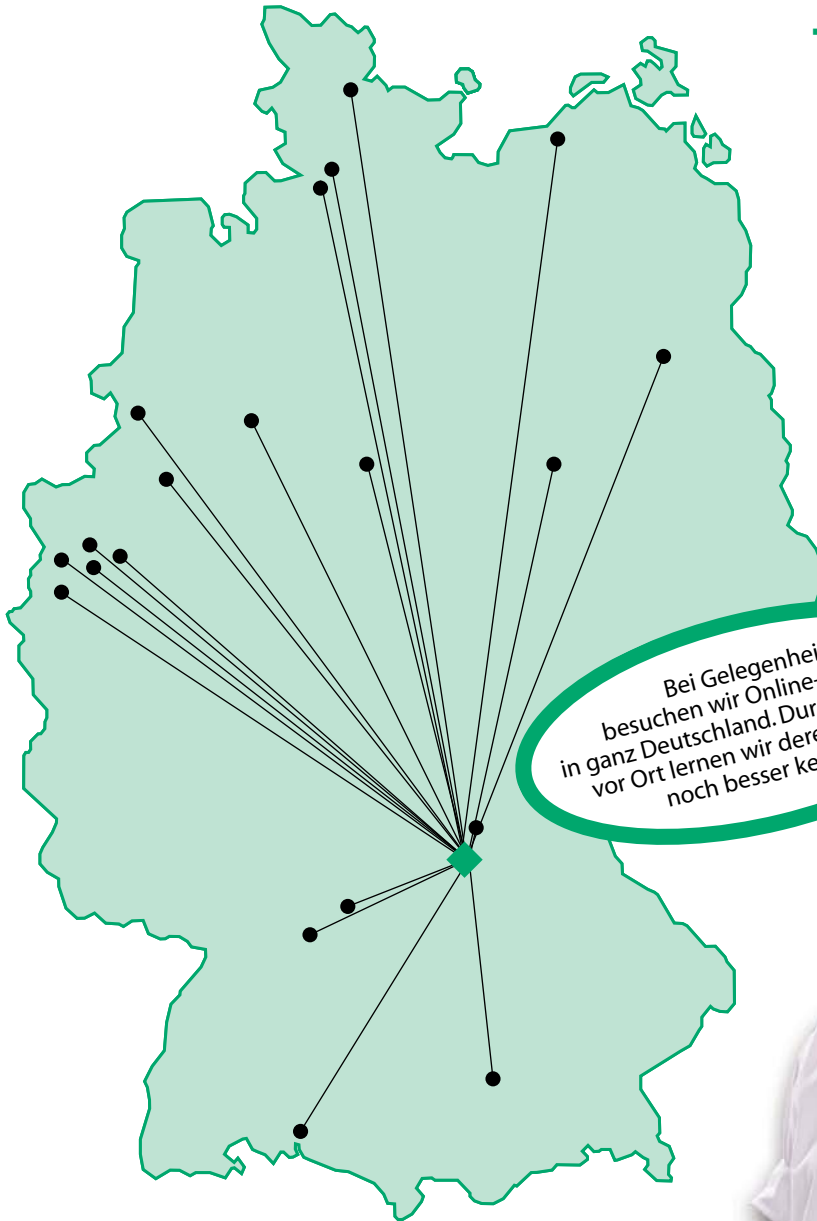 Bei Gelegenhei
besuchen wir Online-
in ganz Deutschland. Dur
vor Ort lernen wir dere
noch besser ke